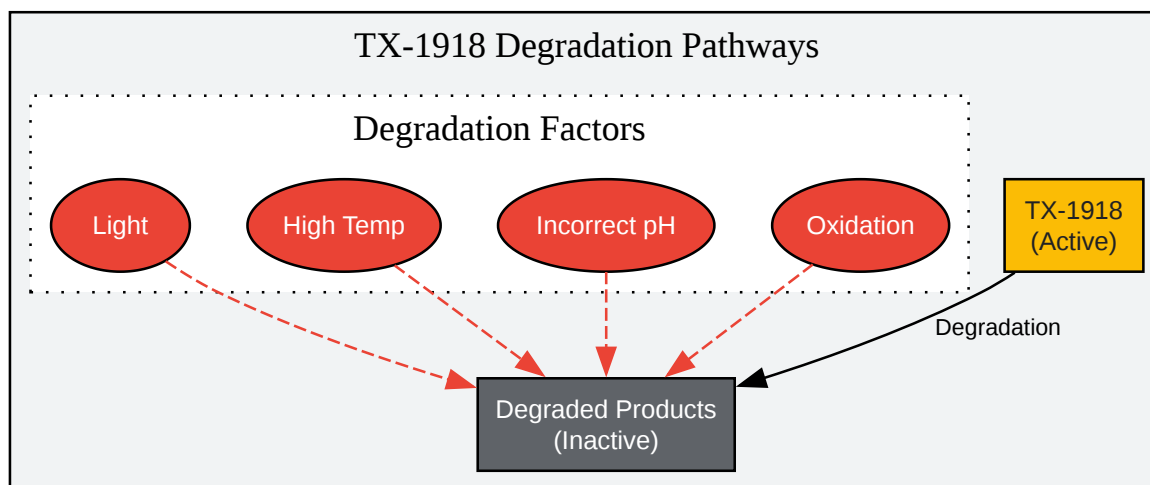 TX-1918 Degradation Pathways
Degradation Factors
Light
High Temp
Incorrect pH
Oxidation
TX-1918
(Active)
Degradation
Degraded Products
(Inactive)